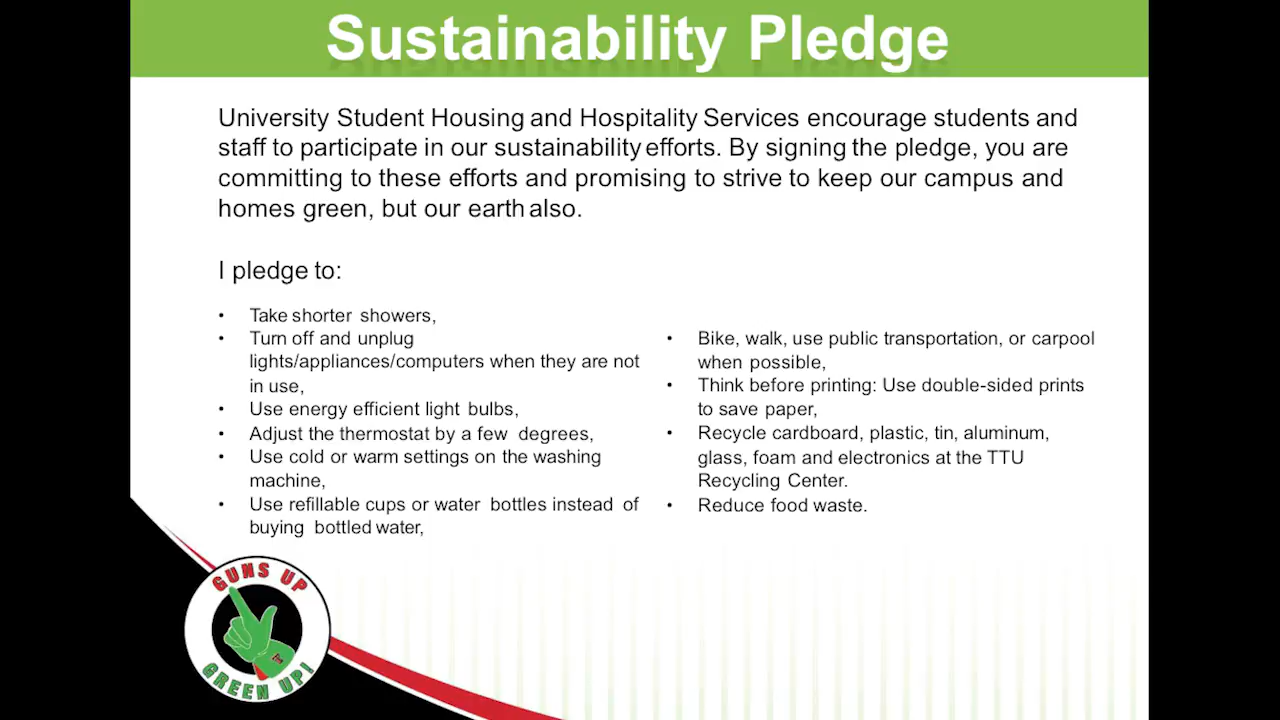 Sustainability Pledge
University Student Housing and Hospitality Services encourage students and
staff to participate in our sustainability efforts. By signing the pledge, you are
committing to these efforts and promising to strive to keep our campus and
homes green, but our earth also.
I pledge to:
• Take shorter showers,
• Turn off and unplug
lights/appliances/computers when they are not
in use,
• Use energy efficient light bulbs,
• Adjust the thermostat by a few degrees,
• Use cold or warm settings on the washing
machine,
• Use refillable cups or water bottles instead of
buying bottled water,
• Bike, walk, use public transportation, or carpool
when possible,
• Think before printing: Use double-sided prints
to save paper,
• Recycle cardboard, plastic, tin, aluminum,
glass, foam and electronics at the TTU
Recycling Center.
• Reduce food waste.
GUNS UP
GREEN UP!